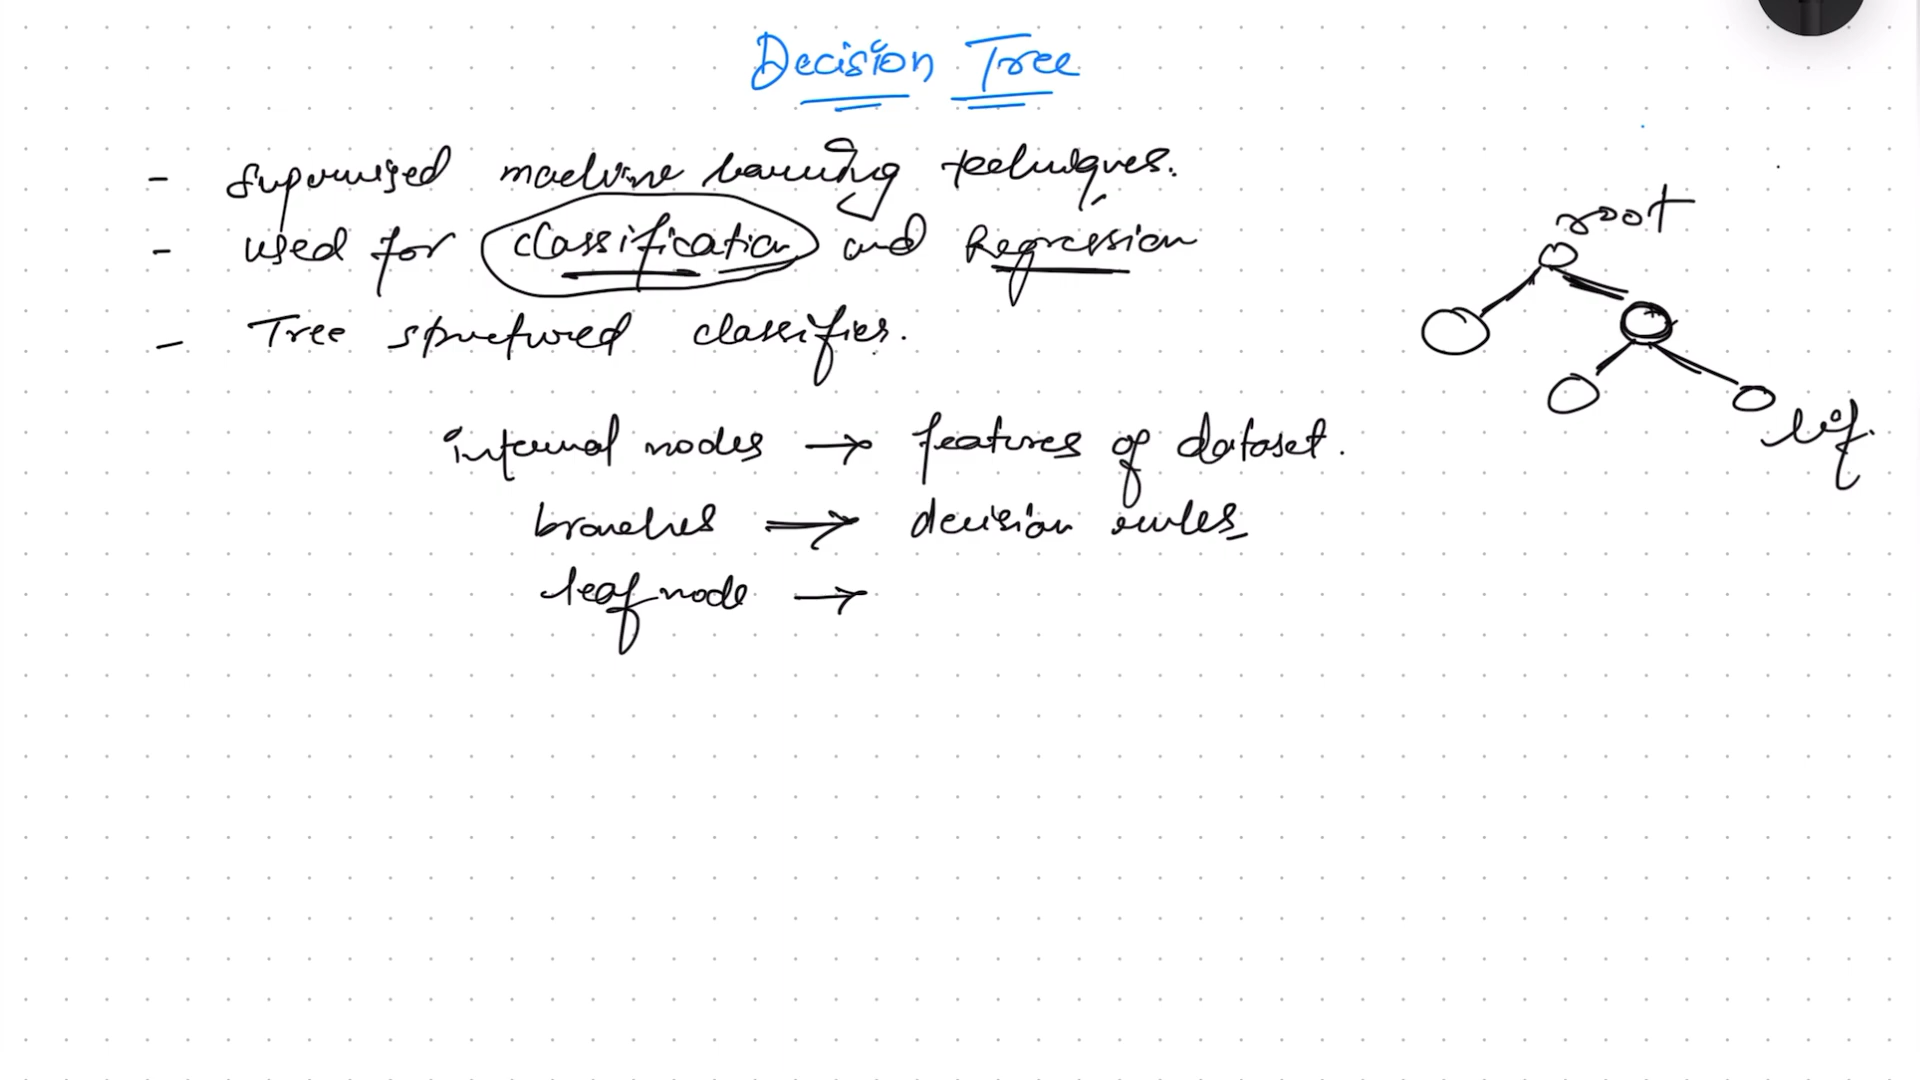 Decision Tree
- Supervised machine learning techniques.
- used for classification and Regression
- Tree structured classifier.
internal nodes → features of dataset.
branches → decision rules
leaf node →
root
lef.